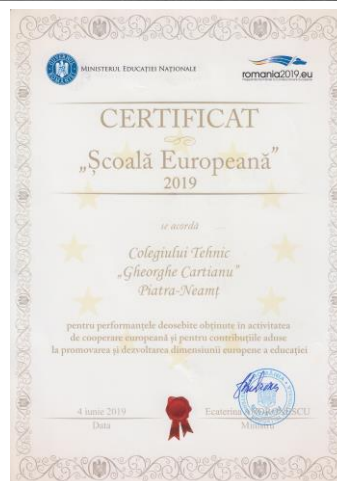 MINISTERUL EDUCAȚIEI NAȚIONALE
romania2019.eu
CERTIFICAT
„Școală Europeană”
2019
se acordă
Colegiului Tehnic
„Gheorghe Cartianu”
Piatra-Neamț
pentru performanțele deosebite obținute în activitatea
de cooperare europeană și pentru contribuțiile aduse
la promovarea și dezvoltarea dimensiunii europene a educației
4 iunie 2019
Data
Ecaterina ANDRONESCU
Ministru